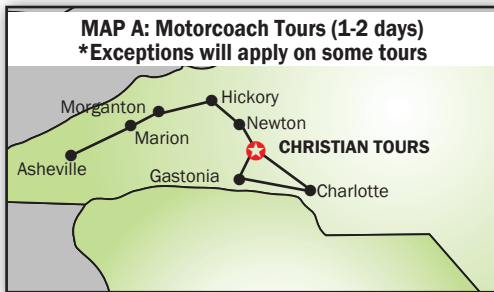 MAP A: Motorcoach Tours (1-2 days)
*Exceptions will apply on some tours
Hickory
Morganton
Newton
Marion
CHRISTIAN TOURS
Asheville
Gastonia
Charlotte